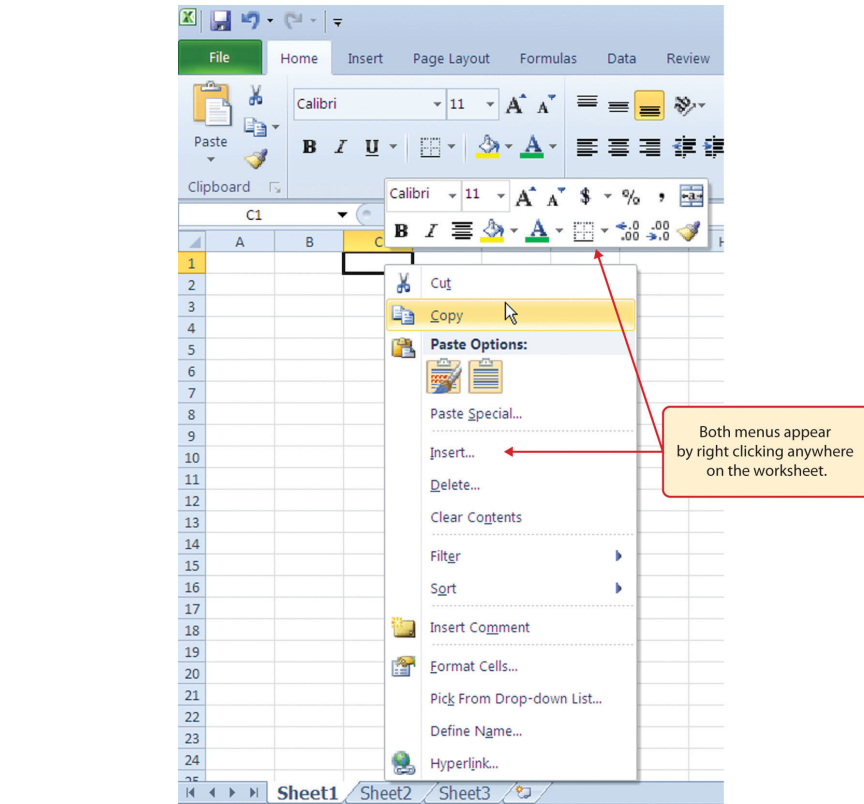 File Home Insert Page Layout Formulas Data Review
Calibri 11 A A
Paste B I U A
Clipboard
Calibri 11 A A $ % , a
B I A .0 .00 .00 .0
C1
A B C H
1
2
3
4
5
6
7
8
9
10
11
12
13
14
15
16
17
18
19
20
21
22
23
24
25
Cut
Copy
Paste Options:
Paste Special...
Insert...
Delete...
Clear Contents
Filter
Sort
Insert Comment
Format Cells...
Pick From Drop-down List...
Define Name...
Hyperlink...
Both menus appear
by right clicking anywhere
on the worksheet.
Sheet1 Sheet2 Sheet3